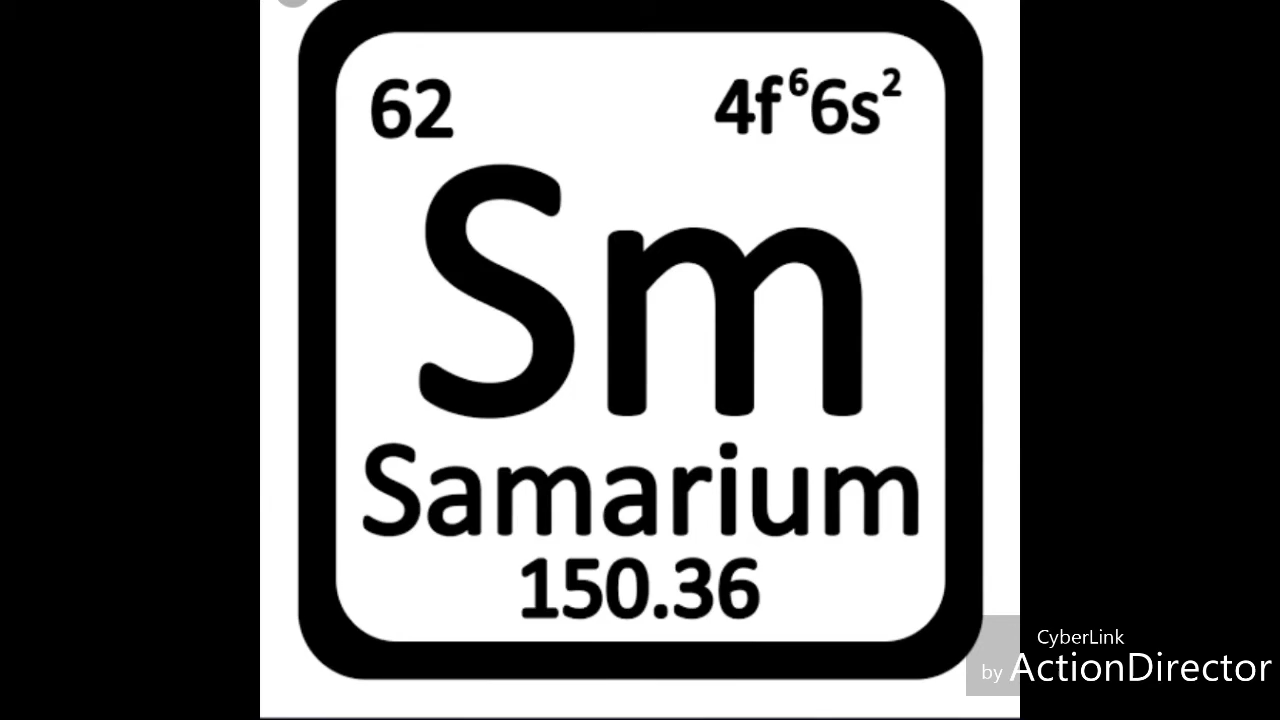 62 4f⁶6s²
Sm
Samarium
150.36
CyberLink
by ActionDirector